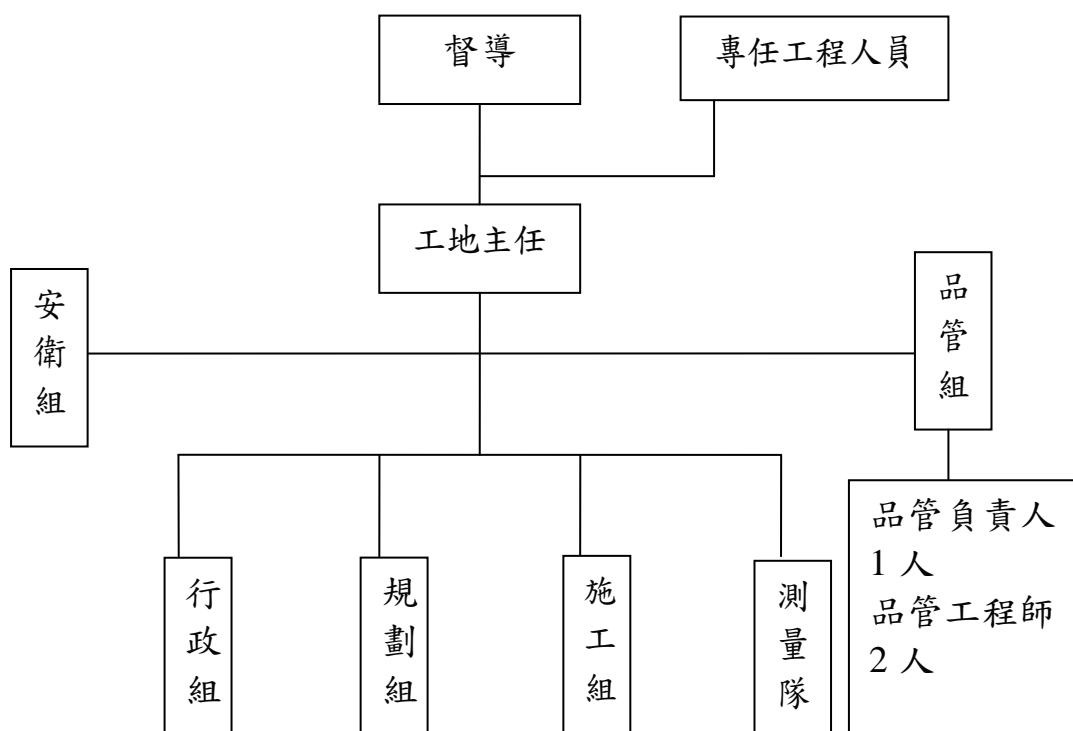 督導
專任工程人員
工地主任
安衛組
品管組
品管負責人
1 人
品管工程師
2 人
行政組
規劃組
施工組
測量隊